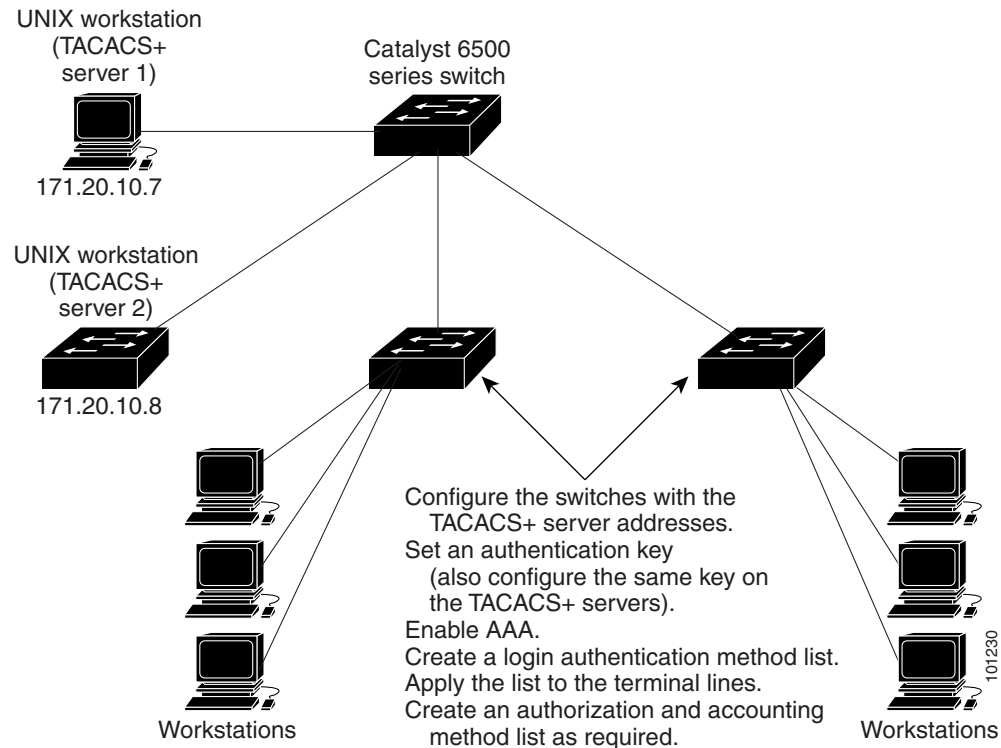 UNIX workstation
(TACACS+
server 1)
Catalyst 6500
series switch
171.20.10.7
UNIX workstation
(TACACS+
server 2)
171.20.10.8
Configure the switches with the
TACACS+ server addresses.
Set an authentication key
(also configure the same key on
the TACACS+ servers).
Enable AAA.
Create a login authentication method list.
Apply the list to the terminal lines.
Create an authorization and accounting
method list as required.
Workstations
Workstations
101230